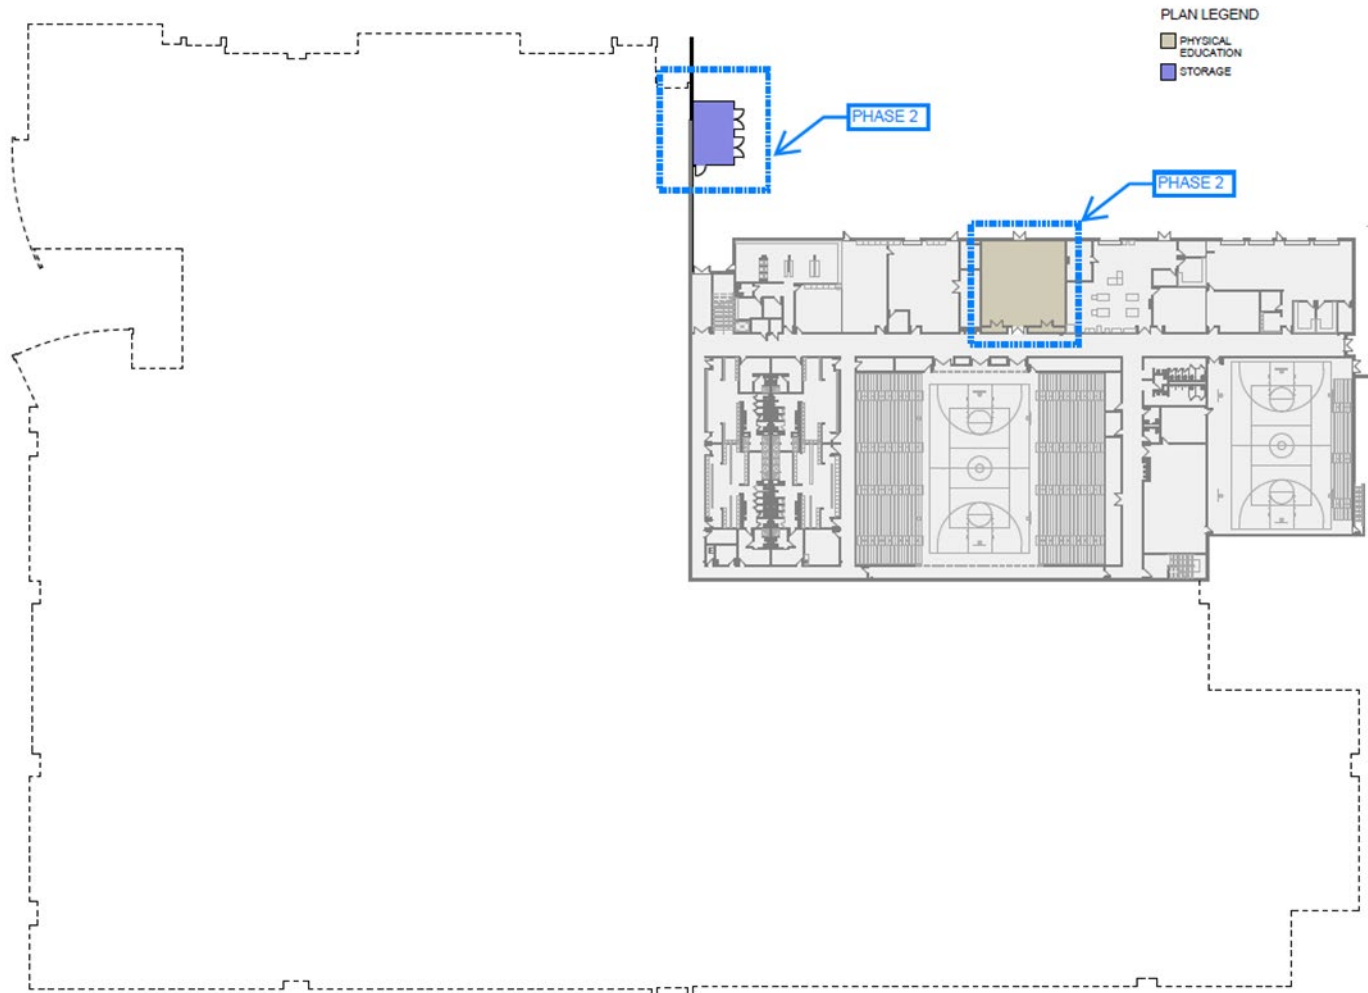 PLAN LEGEND
PHYSICAL
EDUCATION
STORAGE
PHASE 2
PHASE 2